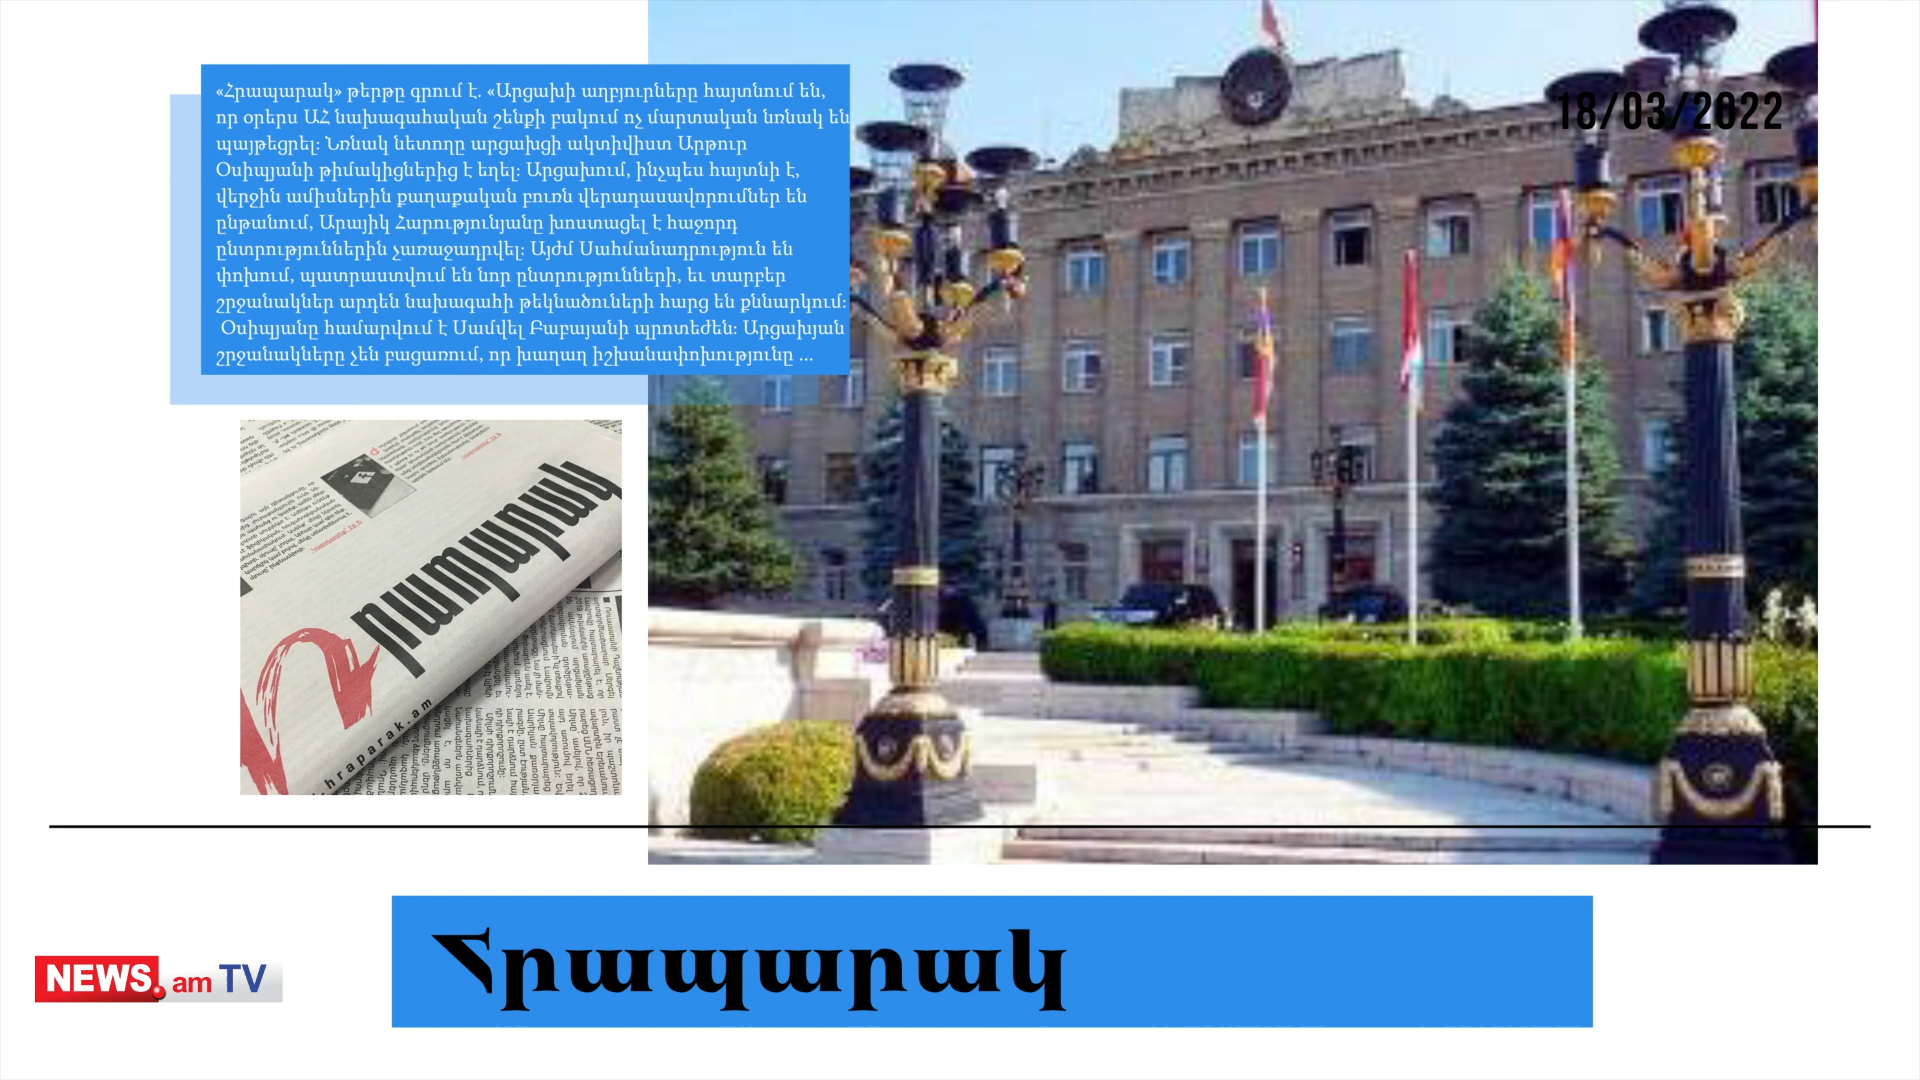 «Հրապարակ» թերթը գրում է. «Արցախի աղբյուրները հայտնում են,
որ օրերս ԱՀ նախագահական շենքի բակում ոչ մարտական նռնակ են
պայթեցրել։ Նռնակ նետողը արցախցի ակտիվիստ Արթուր
Օսիպյանի թիմակիցներից է եղել։ Արցախում, ինչպես հայտնի է,
վերջին ամիսներին քաղաքական բուռն վերադասավորումներ են
ընթանում, Արայիկ Հարությունյանը խոստացել է հաջորդ
ընտրություններին չառաջադրվել։ Այժմ Սահմանադրություն են
փոխում, պատրաստվում են նոր ընտրությունների, եւ տարբեր
շրջանակներ արդեն նախագահի թեկնածուների հարց են քննարկում։
Օսիպյանը համարվում է Սամվել Բաբայանի պրոտեժեն։ Արցախյան
շրջանակները չեն բացառում, որ խաղաղ իշխանափոխությունը ...
18/03/2022
Հրապարակ
hraparak.am
Հրապարակ
NEWS.am TV